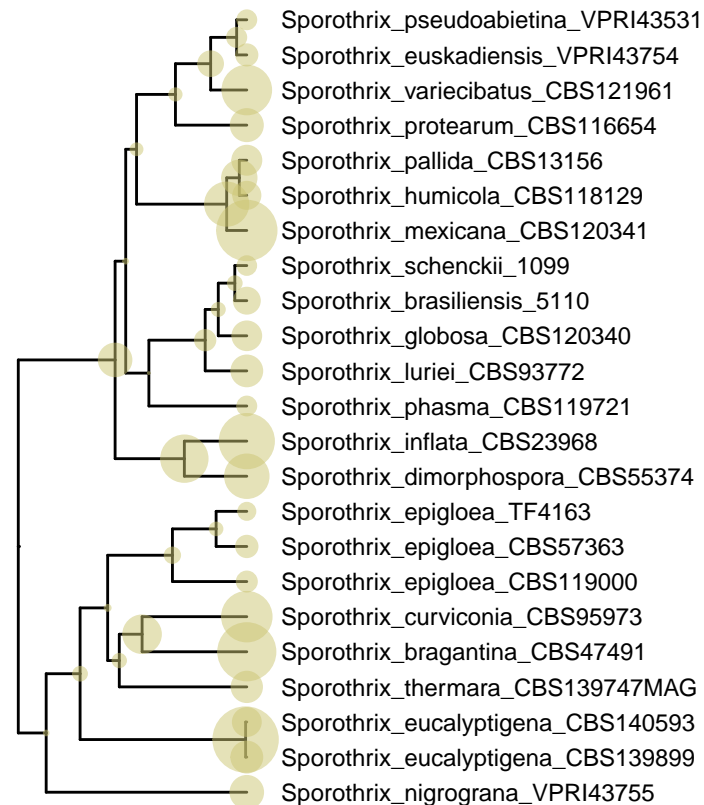 Sporothrix_pseudoabietina_VPRI43531
Sporothrix_euskadiensis_VPRI43754
Sporothrix_variecibatus_CBS121961
Sporothrix_protearum_CBS116654
Sporothrix_pallida_CBS13156
Sporothrix_humicola_CBS118129
Sporothrix_mexicana_CBS120341
Sporothrix_schenckii_1099
Sporothrix_brasiliensis_5110
Sporothrix_globosa_CBS120340
Sporothrix_luriei_CBS93772
Sporothrix_phasma_CBS119721
Sporothrix_inflata_CBS23968
Sporothrix_dimorphospora_CBS55374
Sporothrix_epigloea_TF4163
Sporothrix_epigloea_CBS57363
Sporothrix_epigloea_CBS119000
Sporothrix_curviconia_CBS95973
Sporothrix_bragantina_CBS47491
Sporothrix_thermara_CBS139747MAG
Sporothrix_eucalyptigena_CBS140593
Sporothrix_eucalyptigena_CBS139899
Sporothrix_nigrograna_VPRI43755